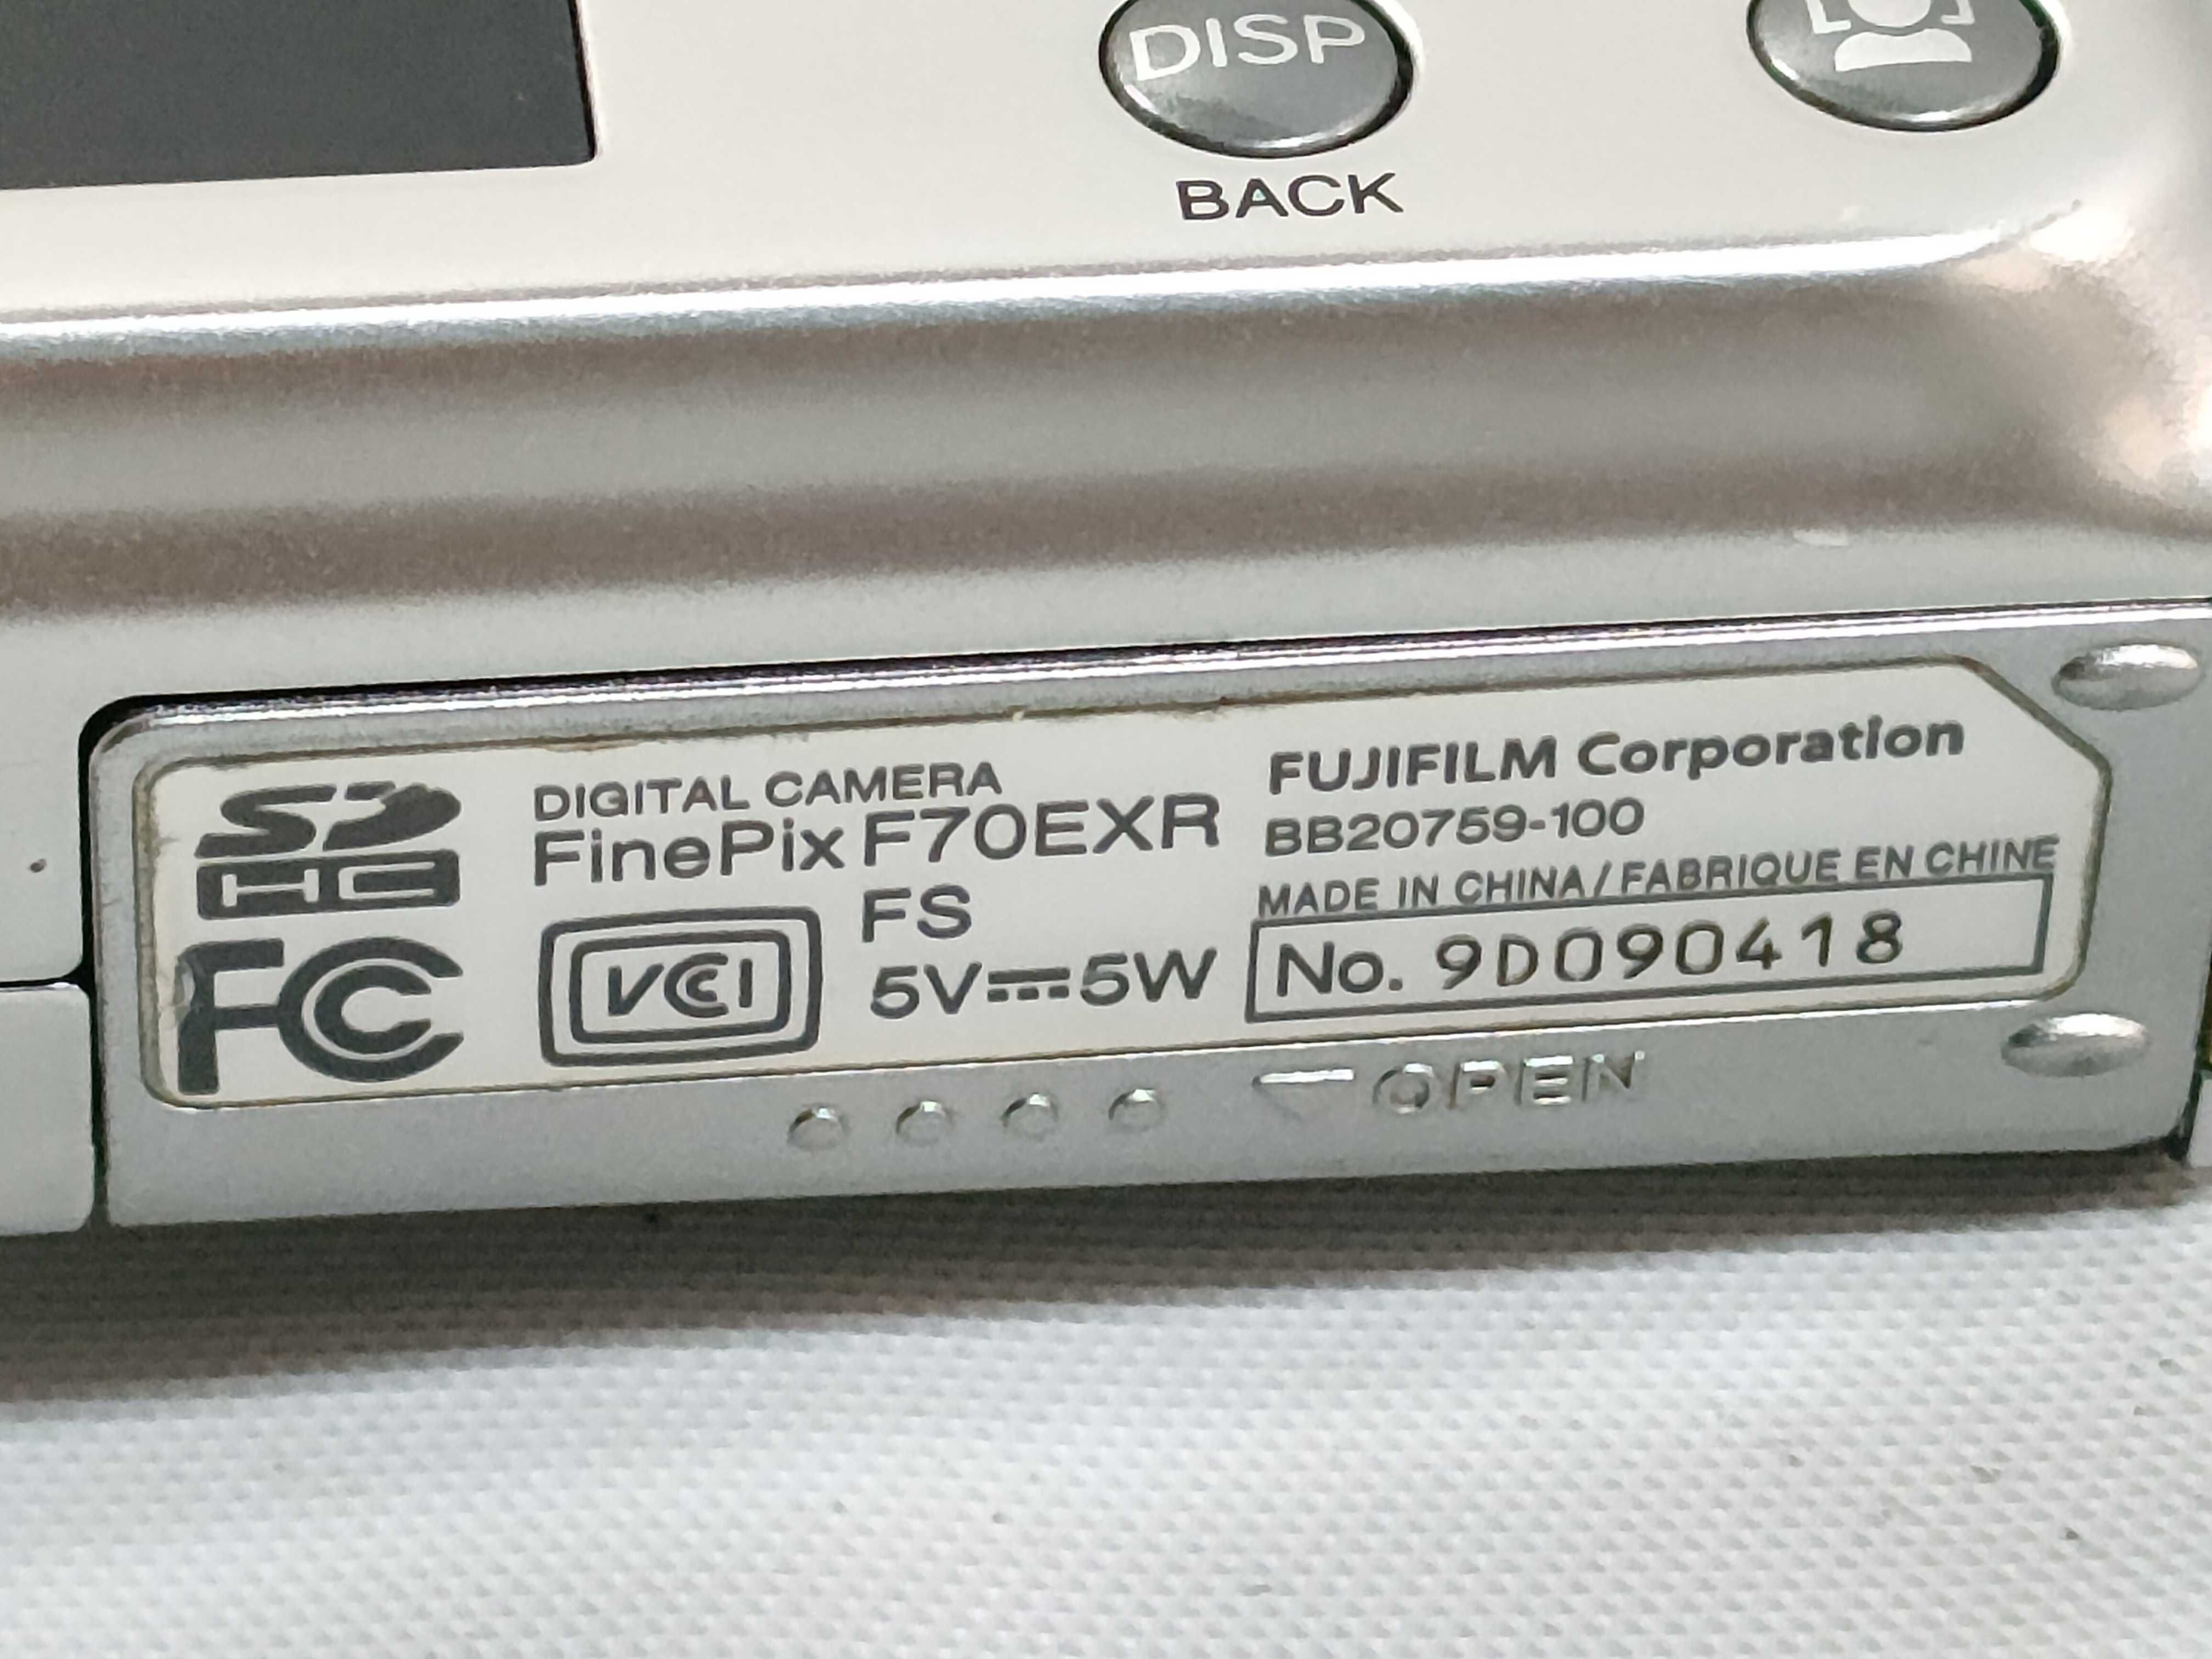 DISP
BACK
SD
HC
FC
DIGITAL CAMERA
FinePix F70EXR
VCCI
FS
5V⎓5W
FUJIFILM Corporation
BB20759-100
MADE IN CHINA/FABRIQUE EN CHINE
No. 9D090418
OPEN